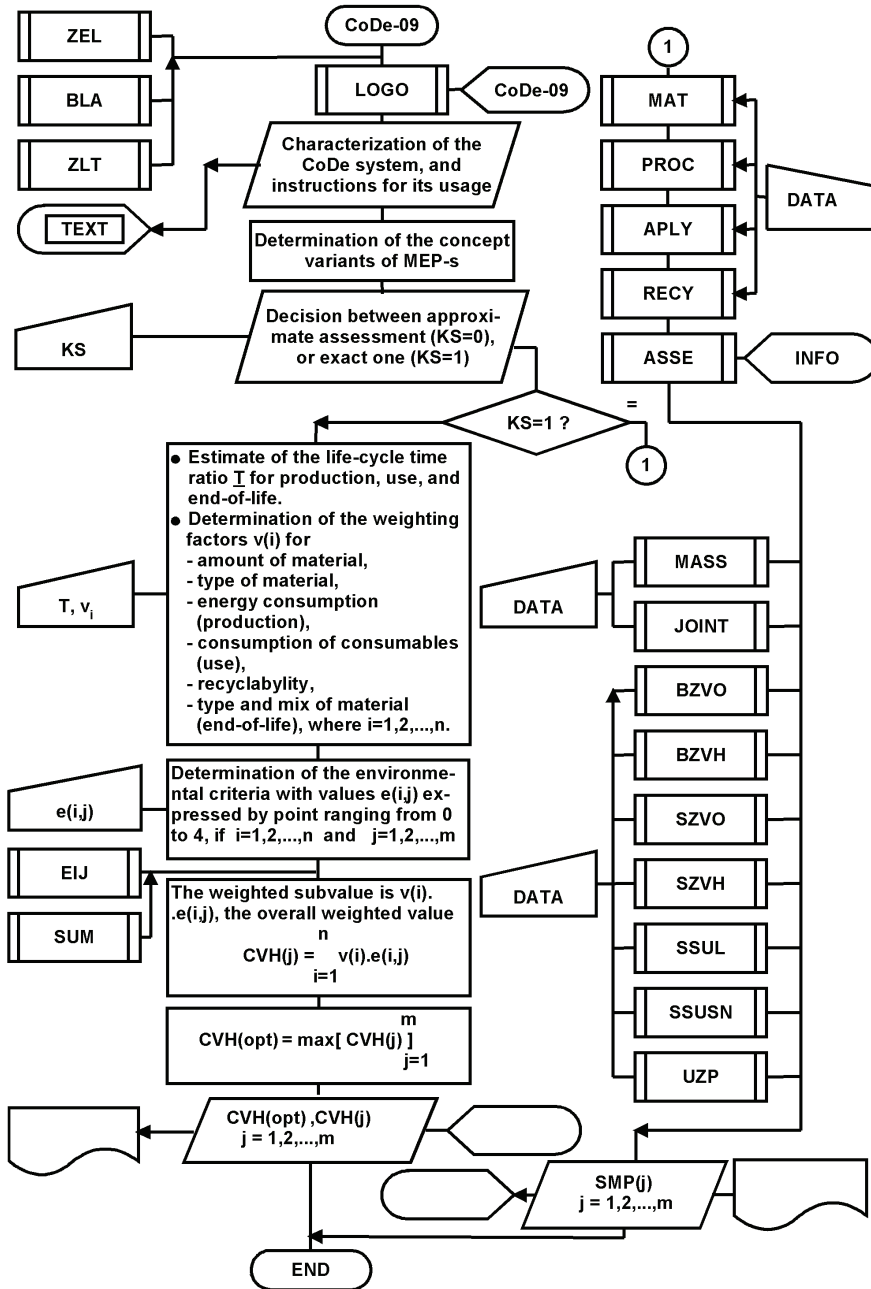 CoDe-09
ZEL
BLA
ZLT
LOGO
CoDe-09
Characterization of the
CoDe system, and
instructions for its usage
TEXT
Determination of the concept
variants of MEP-s
KS
Decision between approxi-
mate assessment (KS=0),
or exact one (KS=1)
KS=1 ?
=
1
1
MAT
PROC
APLY
RECY
DATA
ASSE
INFO
● Estimate of the life-cycle time
ratio T for production, use, and
end-of-life.
● Determination of the weighting
factors v(i) for
- amount of material,
- type of material,
- energy consumption
(production),
- consumption of consumables
(use),
- recyclabylity,
- type and mix of material
(end-of-life), where i=1,2,...,n.
T, vi
e(i,j)
Determination of the environme-
ntal criteria with values e(i,j) ex-
pressed by point ranging from 0
to 4, if i=1,2,...,n and j=1,2,...,m
EIJ
SUM
The weighted subvalue is v(i).
.e(i,j), the overall weighted value
n
CVH(j) = v(i).e(i,j)
i=1
m
CVH(opt) = max[ CVH(j) ]
j=1
CVH(opt) ,CVH(j)
j = 1,2,...,m
DATA
MASS
JOINT
DATA
BZVO
BZVH
SZVO
SZVH
SSUL
SSUSN
UZP
SMP(j)
j = 1,2,...,m
END